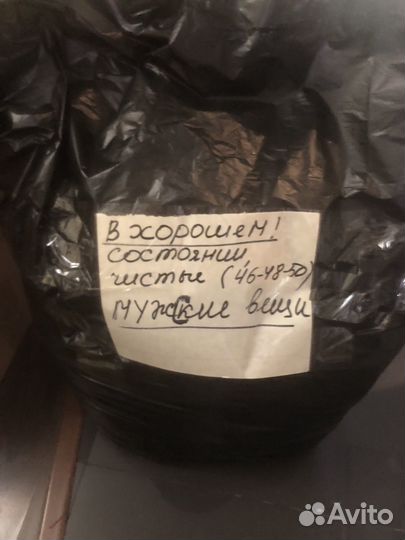 В хорошем!
состоянии,
чистые (46-48-50)
мужские вещи
Avito